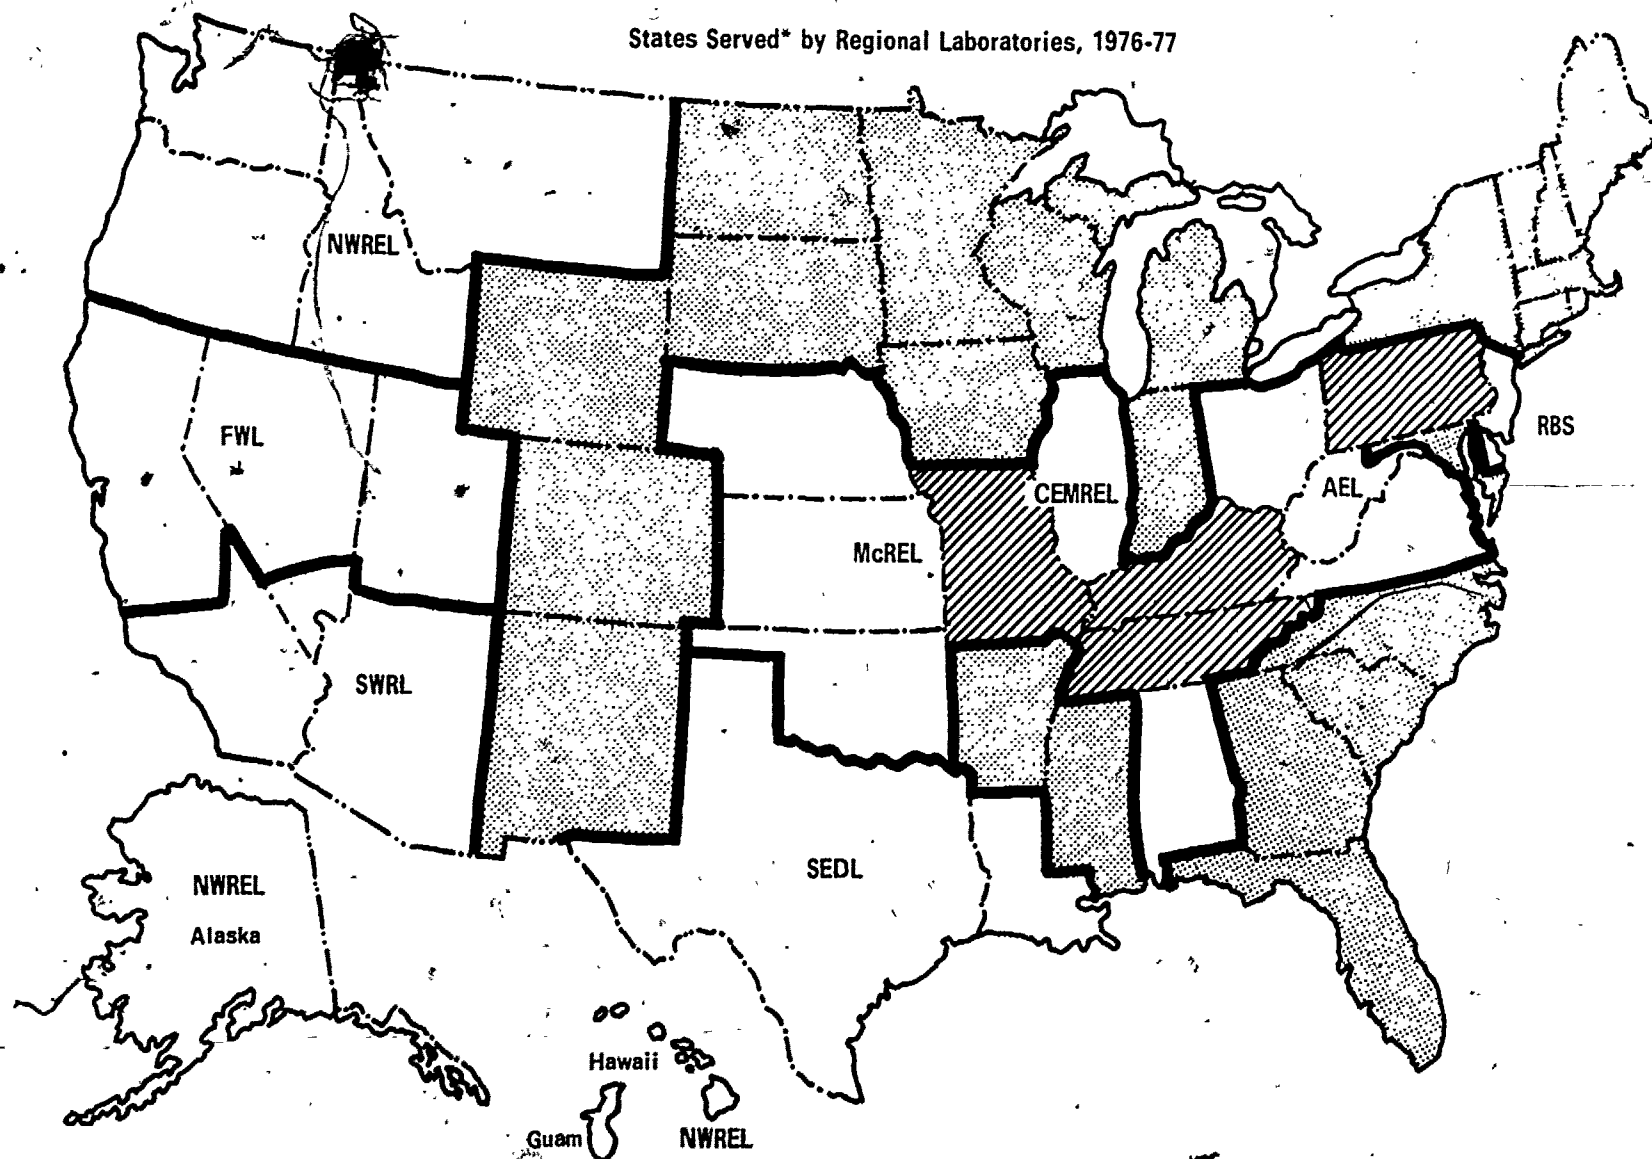 States Served* by Regional Laboratories, 1976-77
NWREL
FWL
RBS
CEMREL
AEL
McREL
SWRL
SEDL
NWREL
Alaska
Hawaii
Guam
NWREL